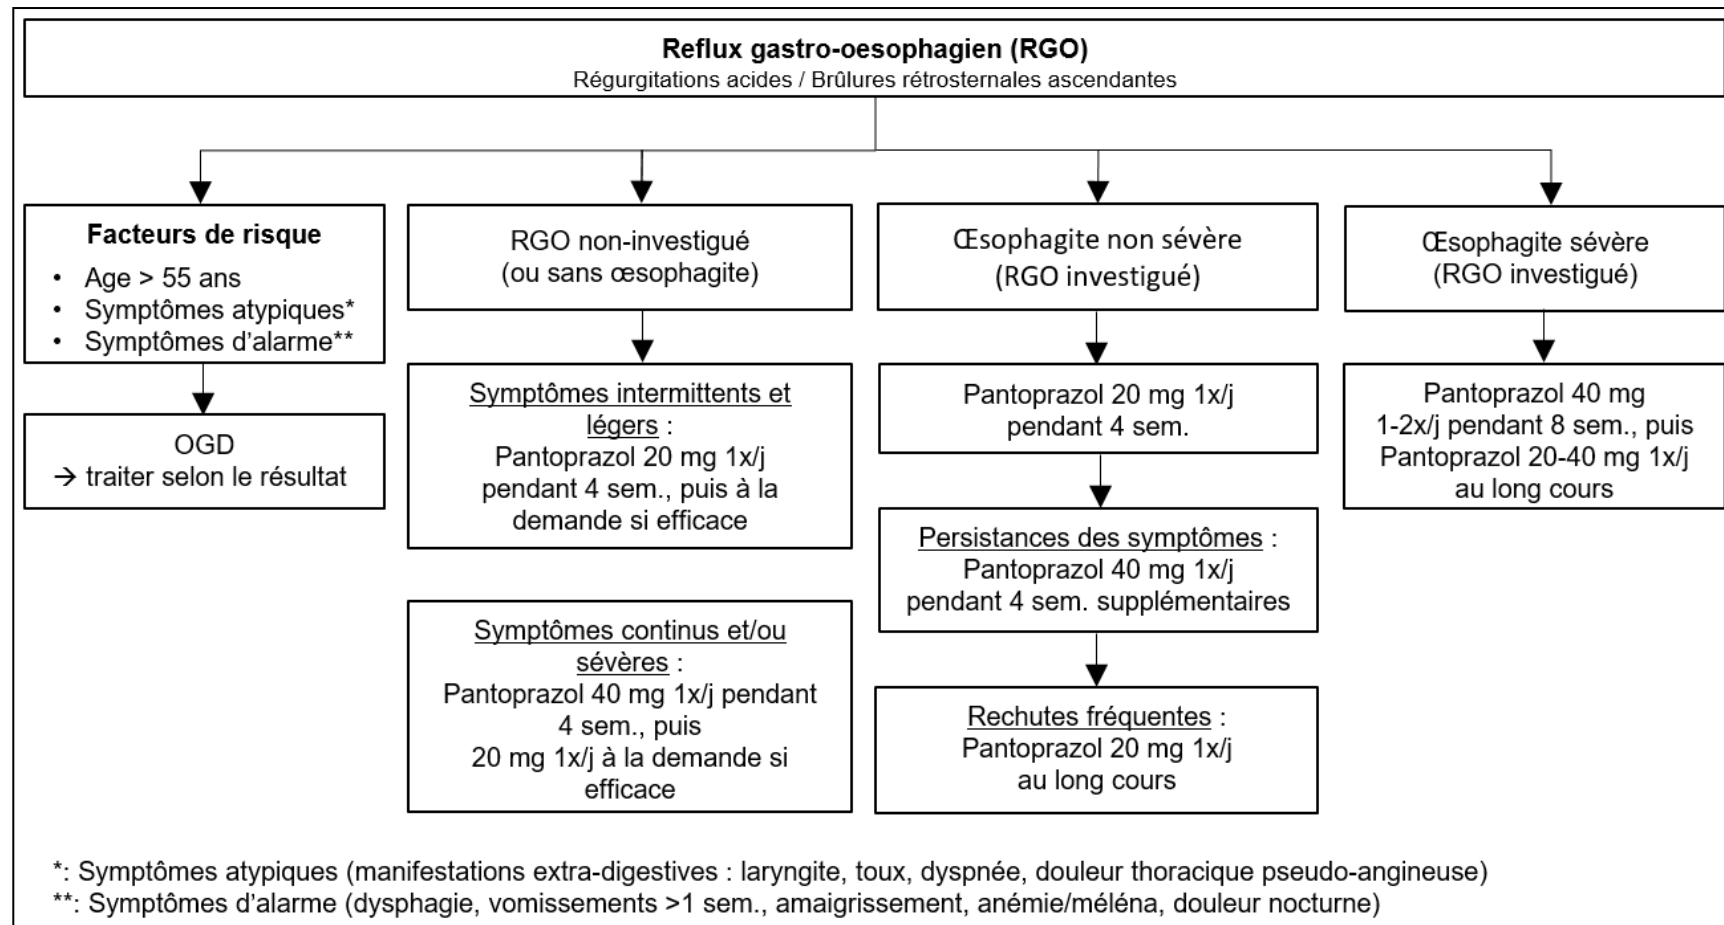 Reflux gastro-oesophagien (RGO)
Régurgitations acides / Brûlures rétrosternales ascendantes
Facteurs de risque
• Age > 55 ans
• Symptômes atypiques*
• Symptômes d'alarme**
OGD
→ traiter selon le résultat
RGO non-investigué
(ou sans œsophagite)
Symptômes intermittents et
légers :
Pantoprazol 20 mg 1x/j
pendant 4 sem., puis à la
demande si efficace
Symptômes continus et/ou
sévères :
Pantoprazol 40 mg 1x/j pendant
4 sem., puis
20 mg 1x/j à la demande si
efficace
Œsophagite non sévère
(RGO investigué)
Pantoprazol 20 mg 1x/j
pendant 4 sem.
Persistances des symptômes :
Pantoprazol 40 mg 1x/j
pendant 4 sem. supplémentaires
Rechutes fréquentes :
Pantoprazol 20 mg 1x/j
au long cours
Œsophagite sévère
(RGO investigué)
Pantoprazol 40 mg
1-2x/j pendant 8 sem., puis
Pantoprazol 20-40 mg 1x/j
au long cours
*: Symptômes atypiques (manifestations extra-digestives : laryngite, toux, dyspnée, douleur thoracique pseudo-angineuse)
**: Symptômes d'alarme (dysphagie, vomissements >1 sem., amaigrissement, anémie/méléna, douleur nocturne)